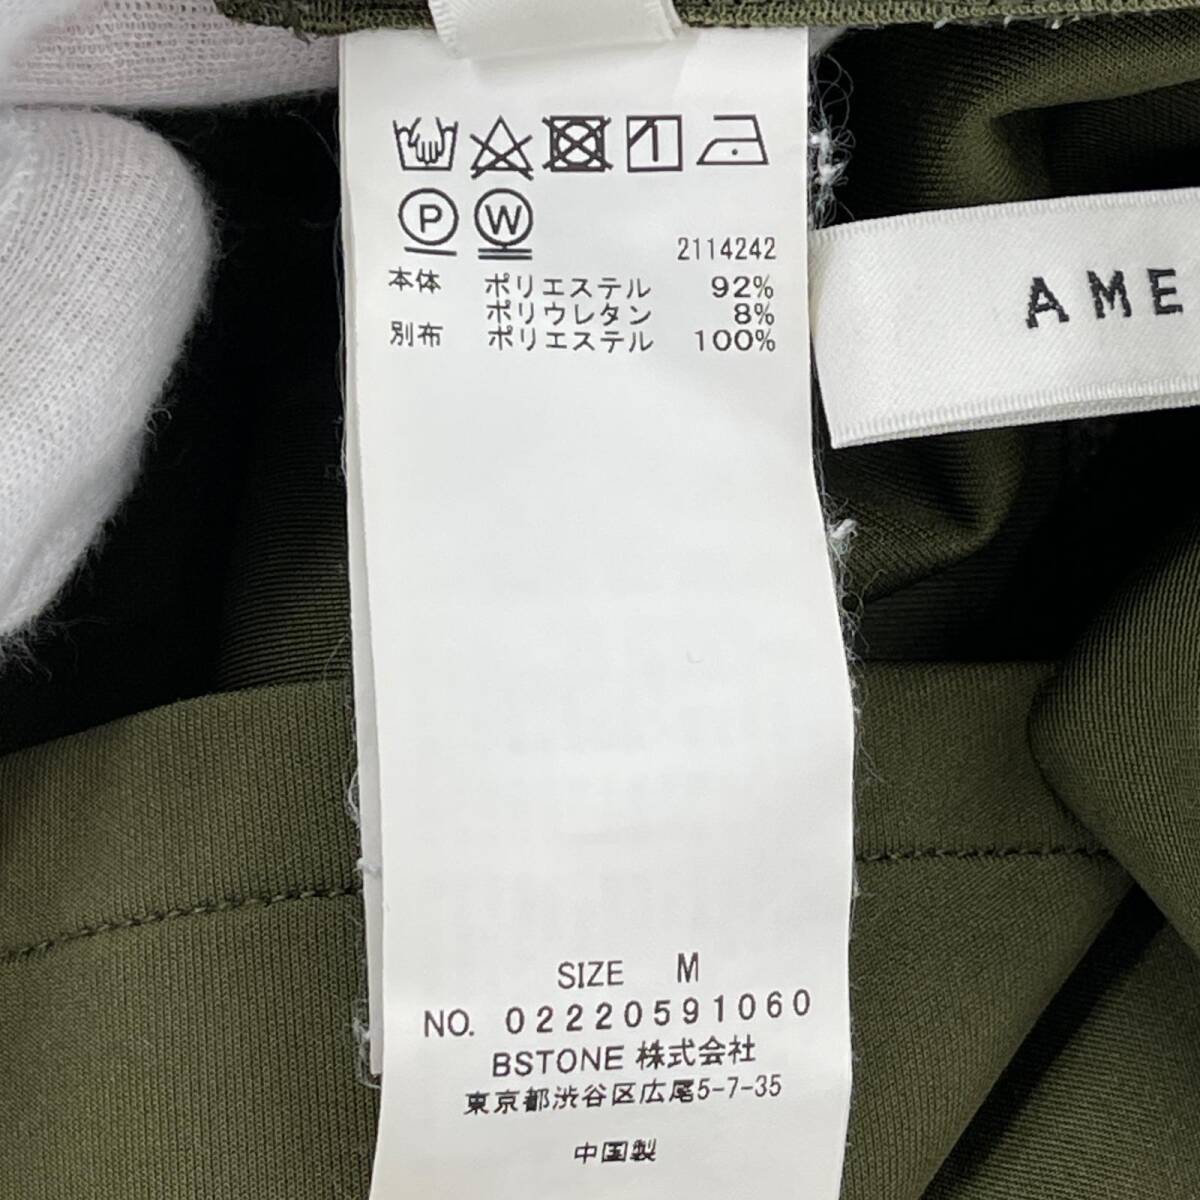 P W
2114242
本体 ポリエステル 92%
ポリウレタン 8%
別布 ポリエステル 100%
AME
SIZE M
NO. 02220591060
BSTONE 株式会社
東京都渋谷区広尾5-7-35
中国製